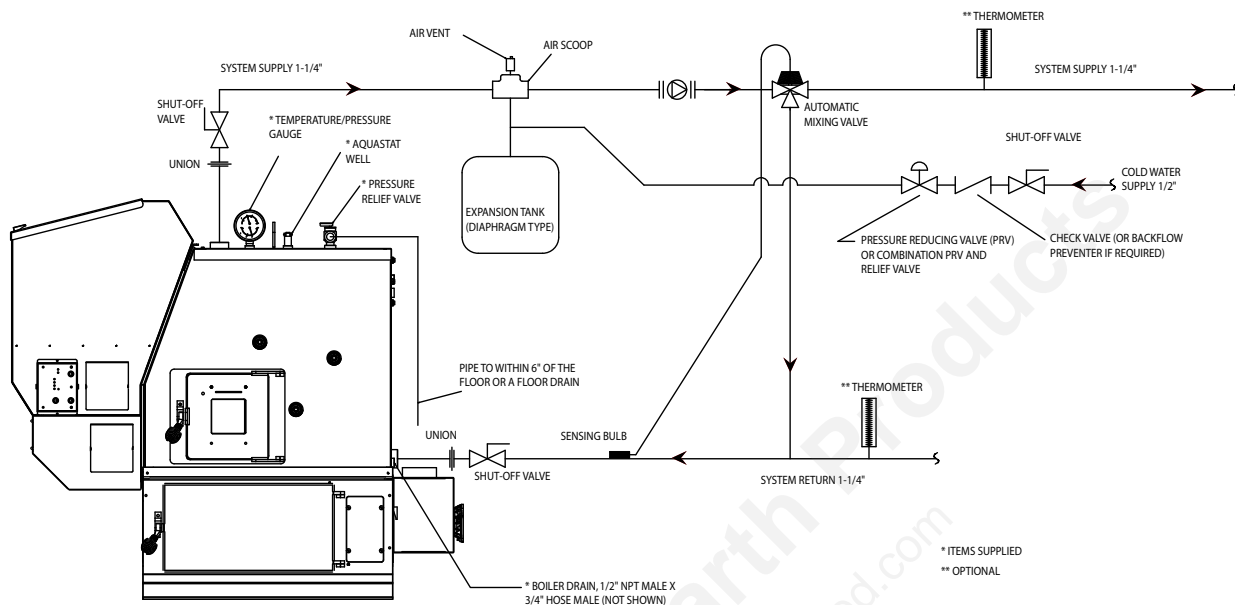 ** THERMOMETER
AIR VENT
AIR SCOOP
SYSTEM SUPPLY 1-1/4"
SYSTEM SUPPLY 1-1/4"
SHUT-OFF
VALVE
* TEMPERATURE/PRESSURE
GAUGE
AUTOMATIC
MIXING VALVE
SHUT-OFF VALVE
* AQUASTAT
WELL
UNION
* PRESSURE
RELIEF VALVE
COLD WATER
SUPPLY 1/2"
EXPANSION TANK
(DIAPHRAGM TYPE)
PRESSURE REDUCING VALVE (PRV)
OR COMBINATION PRV AND
RELIEF VALVE
CHECK VALVE (OR BACKFLOW
PREVENTER IF REQUIRED)
PIPE TO WITHIN 6" OF THE
FLOOR OR A FLOOR DRAIN
** THERMOMETER
UNION
SENSING BULB
SHUT-OFF VALVE
SYSTEM RETURN 1-1/4"
* ITEMS SUPPLIED
** OPTIONAL
* BOILER DRAIN, 1/2" NPT MALE X
3/4" HOSE MALE (NOT SHOWN)
Products